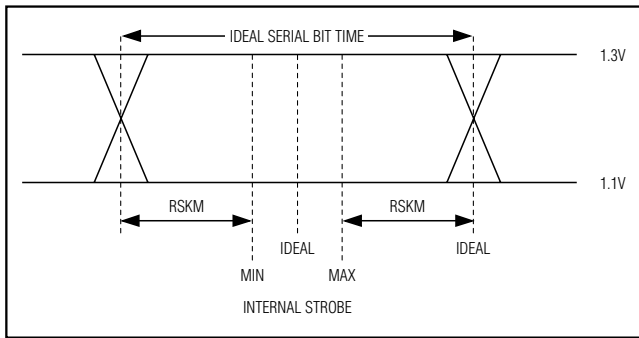 IDEAL SERIAL BIT TIME
1.3V
1.1V
RSKM
RSKM
IDEAL
IDEAL
MIN
MAX
INTERNAL STROBE